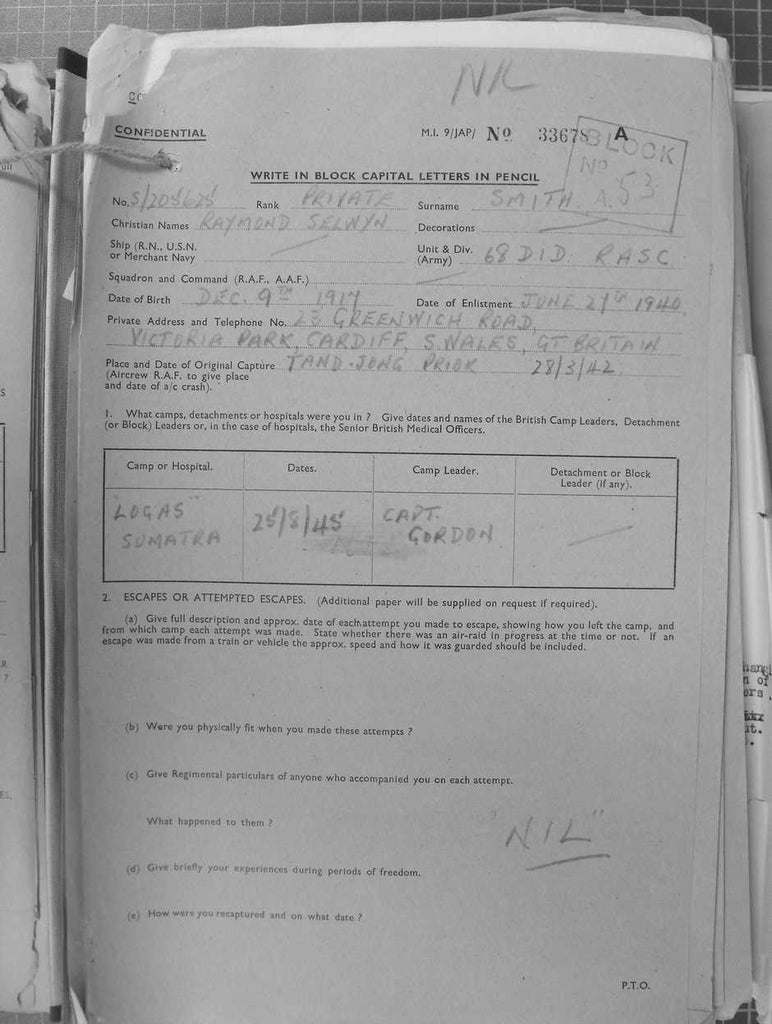 NIL
CONFIDENTIAL
M.I. 9/JAP/ No 33678 A
BLOCK
No
A.53
WRITE IN BLOCK CAPITAL LETTERS IN PENCIL
No. S/205625 Rank PRIVATE Surname SMITH
Christian Names RAYMOND SELWYN Decorations
Ship (R.N., U.S.N. or Merchant Navy
Unit & Div. (Army) 68 DID. RASC
Squadron and Command (R.A.F., A.A.F.)
Date of Birth DEC. 9TH 1917 Date of Enlistment JUNE 27TH 1940
Private Address and Telephone No. 23 GREENWICH ROAD,
VICTORIA PARK, CARDIFF, S. WALES, GT BRITAIN
Place and Date of Original Capture TAND-JONG PRIOK 28/3/42
(Aircrew R.A.F. to give place
and date of a/c crash).
1. What camps, detachments or hospitals were you in ? Give dates and names of the British Camp Leaders, Detachment
(or Block) Leaders or, in the case of hospitals, the Senior British Medical Officers.
Camp or Hospital. Dates. Camp Leader. Detachment or Block
Leader (if any).
"LOGAS" 25/8/45 CAPT.
SUMATRA GORDON
2. ESCAPES OR ATTEMPTED ESCAPES. (Additional paper will be supplied on request if required).
(a) Give full description and approx. date of each attempt you made to escape, showing how you left the camp, and
from which camp each attempt was made. State whether there was an air-raid in progress at the time or not. If an
escape was made from a train or vehicle the approx. speed and how it was guarded should be included.
(b) Were you physically fit when you made these attempts ?
(c) Give Regimental particulars of anyone who accompanied you on each attempt.
What happened to them ?
"NIL"
(d) Give briefly your experiences during periods of freedom.
(e) How were you recaptured and on what date ?
P.T.O.